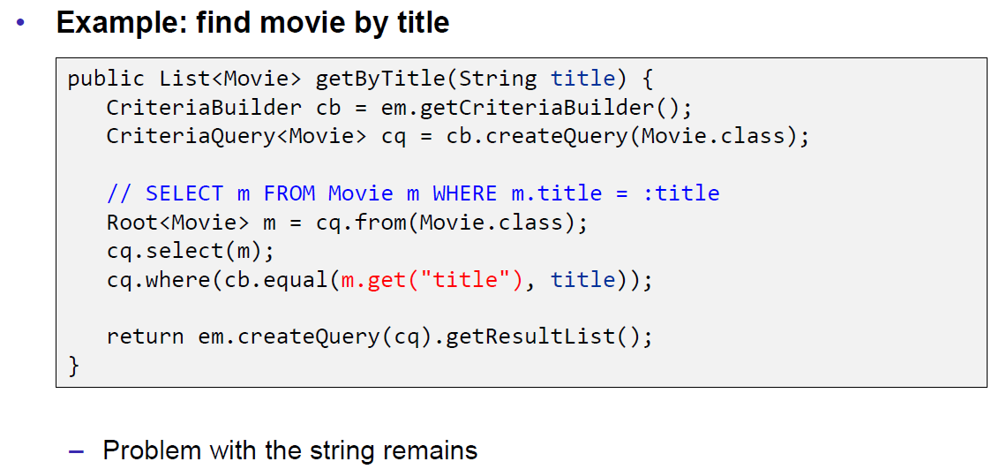 • Example: find movie by title
public List<Movie> getByTitle(String title) {
   CriteriaBuilder cb = em.getCriteriaBuilder();
   CriteriaQuery<Movie> cq = cb.createQuery(Movie.class);

   // SELECT m FROM Movie m WHERE m.title = :title
   Root<Movie> m = cq.from(Movie.class);
   cq.select(m);
   cq.where(cb.equal(m.get("title"), title));

   return em.createQuery(cq).getResultList();
}
– Problem with the string remains